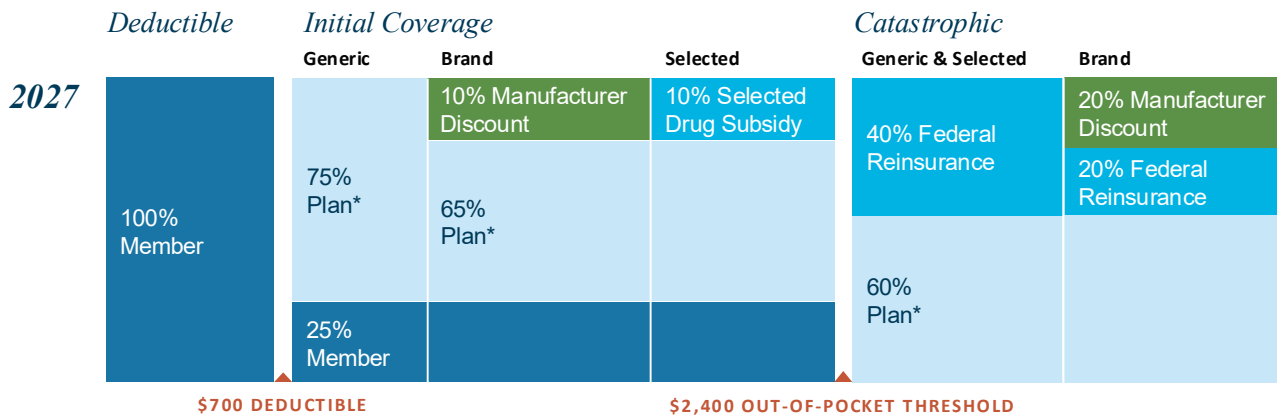 Deductible
Initial Coverage
Catastrophic
Generic
Brand
Selected
Generic & Selected
Brand
2027
100%
Member
75%
Plan*
25%
Member
10% Manufacturer
Discount
65%
Plan*
10% Selected
Drug Subsidy
40% Federal
Reinsurance
60%
Plan*
20% Manufacturer
Discount
20% Federal
Reinsurance
$700 DEDUCTIBLE
$2,400 OUT-OF-POCKET THRESHOLD